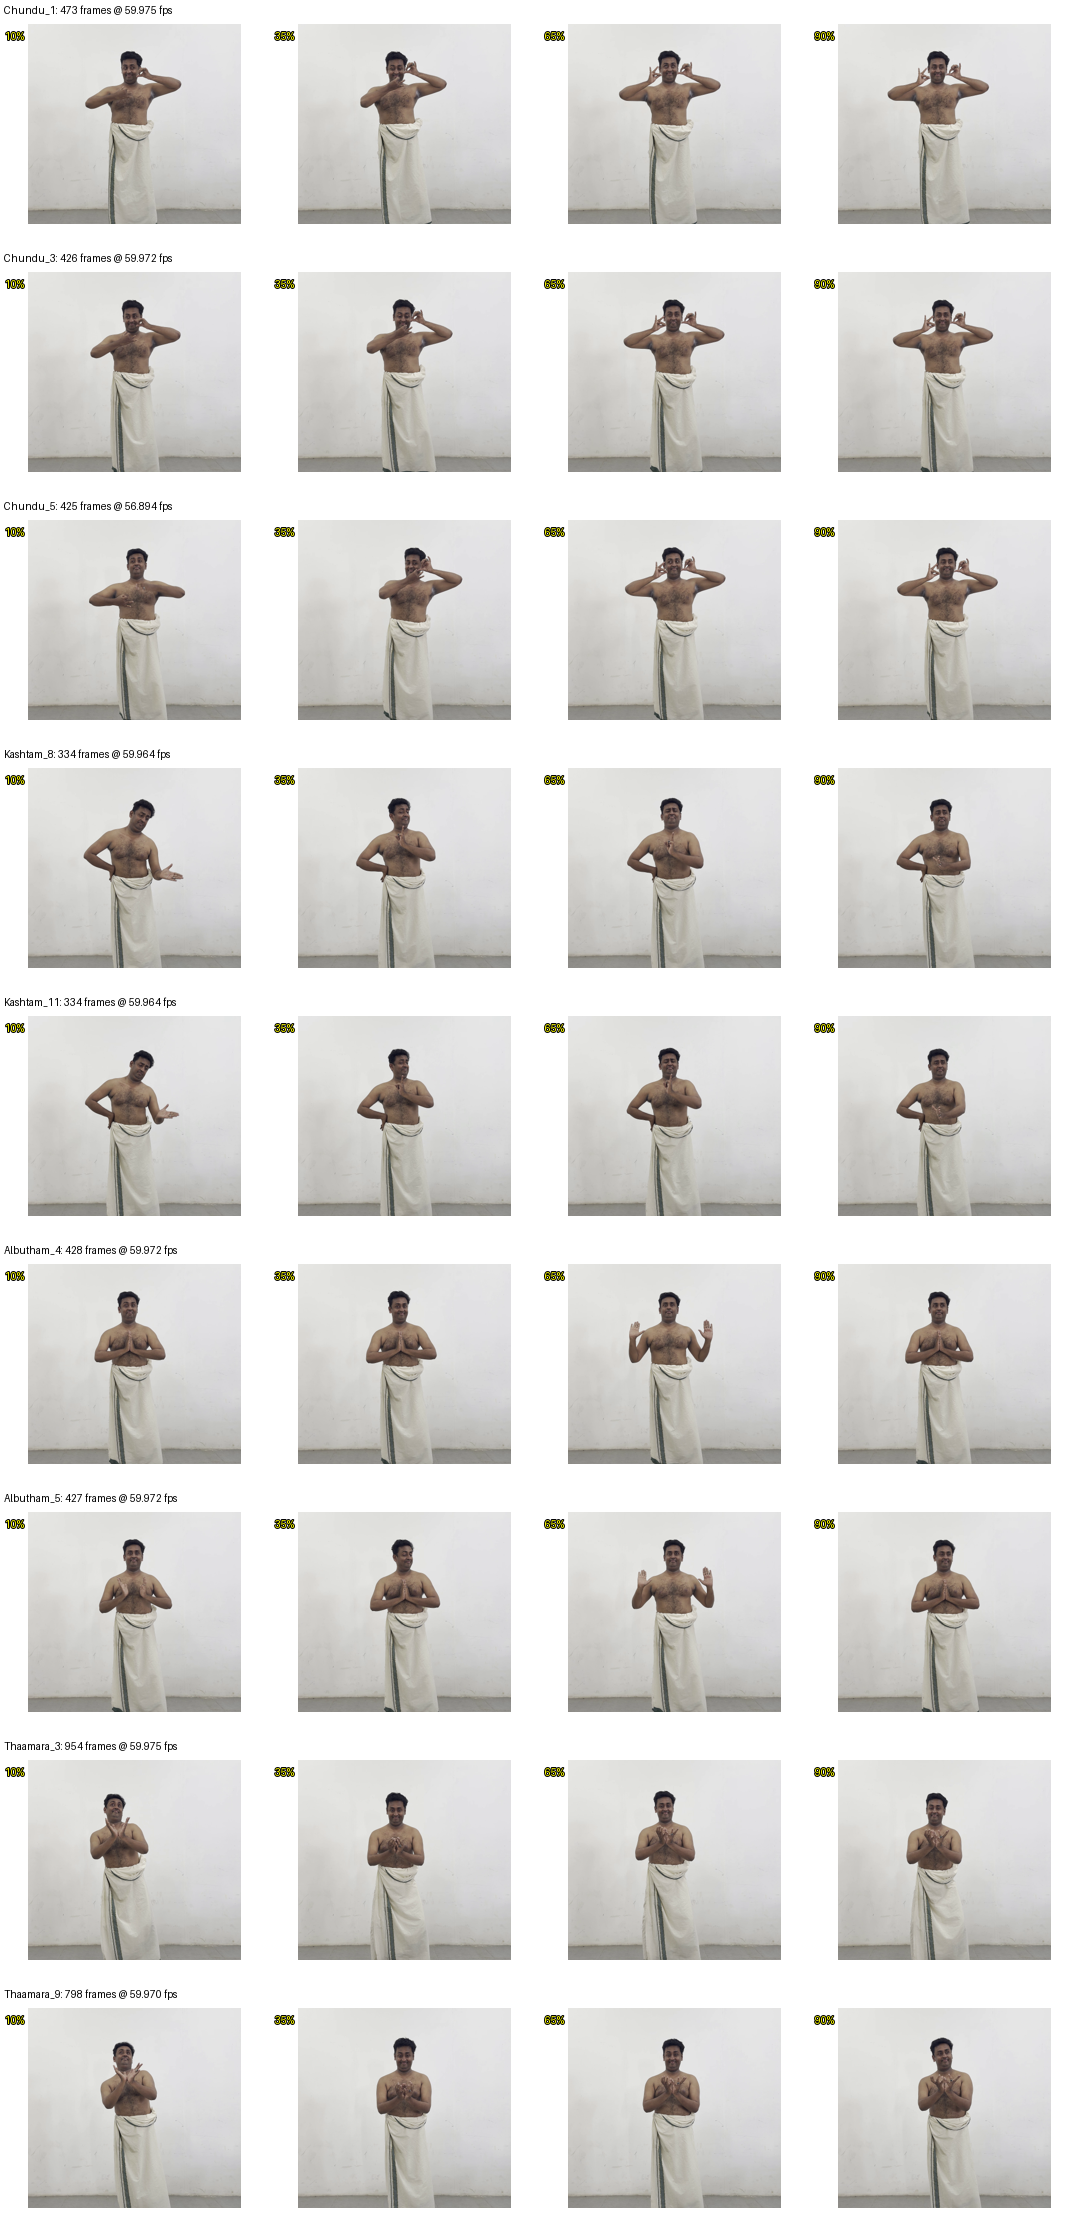 Chundu_1: 473 frames @ 59.975 fps
10% 35% 65% 90%
Chundu_3: 426 frames @ 59.972 fps
10% 35% 65% 90%
Chundu_5: 425 frames @ 56.894 fps
10% 35% 65% 90%
Kashtam_8: 334 frames @ 59.964 fps
10% 35% 65% 90%
Kashtam_11: 334 frames @ 59.964 fps
10% 35% 65% 90%
Albutham_4: 428 frames @ 59.972 fps
10% 35% 65% 90%
Albutham_5: 427 frames @ 59.972 fps
10% 35% 65% 90%
Thaamara_3: 954 frames @ 59.975 fps
10% 35% 65% 90%
Thaamara_9: 798 frames @ 59.970 fps
10% 35% 65% 90%